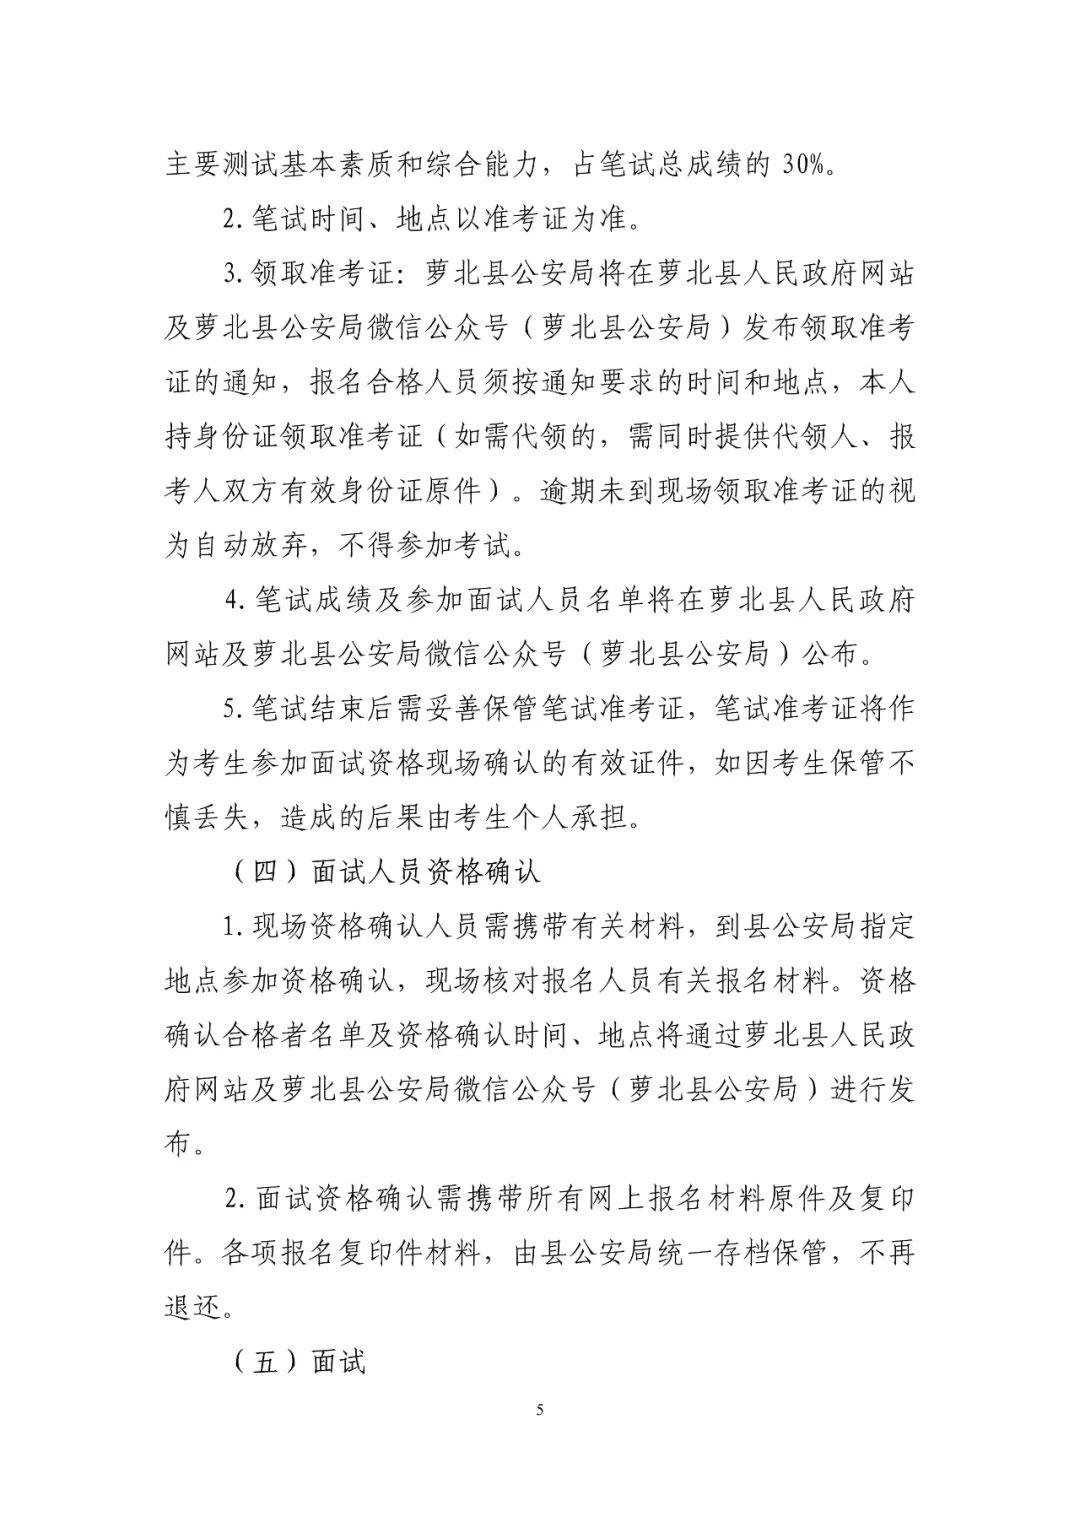 主要测试基本素质和综合能力，占笔试总成绩的 30%。
2. 笔试时间、地点以准考证为准。
3. 领取准考证：萝北县公安局将在萝北县人民政府网站
及萝北县公安局微信公众号（萝北县公安局）发布领取准考
证的通知，报名合格人员须按通知要求的时间和地点，本人
持身份证领取准考证（如需代领的，需同时提供代领人、报
考人双方有效身份证原件）。逾期未到现场领取准考证的视
为自动放弃，不得参加考试。
4. 笔试成绩及参加面试人员名单将在萝北县人民政府
网站及萝北县公安局微信公众号（萝北县公安局）公布。
5. 笔试结束后需妥善保管笔试准考证，笔试准考证将作
为考生参加面试资格现场确认的有效证件，如因考生保管不
慎丢失，造成的后果由考生个人承担。
（四）面试人员资格确认
1. 现场资格确认人员需携带有关材料，到县公安局指定
地点参加资格确认，现场核对报名人员有关报名材料。资格
确认合格者名单及资格确认时间、地点将通过萝北县人民政
府网站及萝北县公安局微信公众号（萝北县公安局）进行发
布。
2. 面试资格确认需携带所有网上报名材料原件及复印
件。各项报名复印件材料，由县公安局统一存档保管，不再
退还。
（五）面试
5